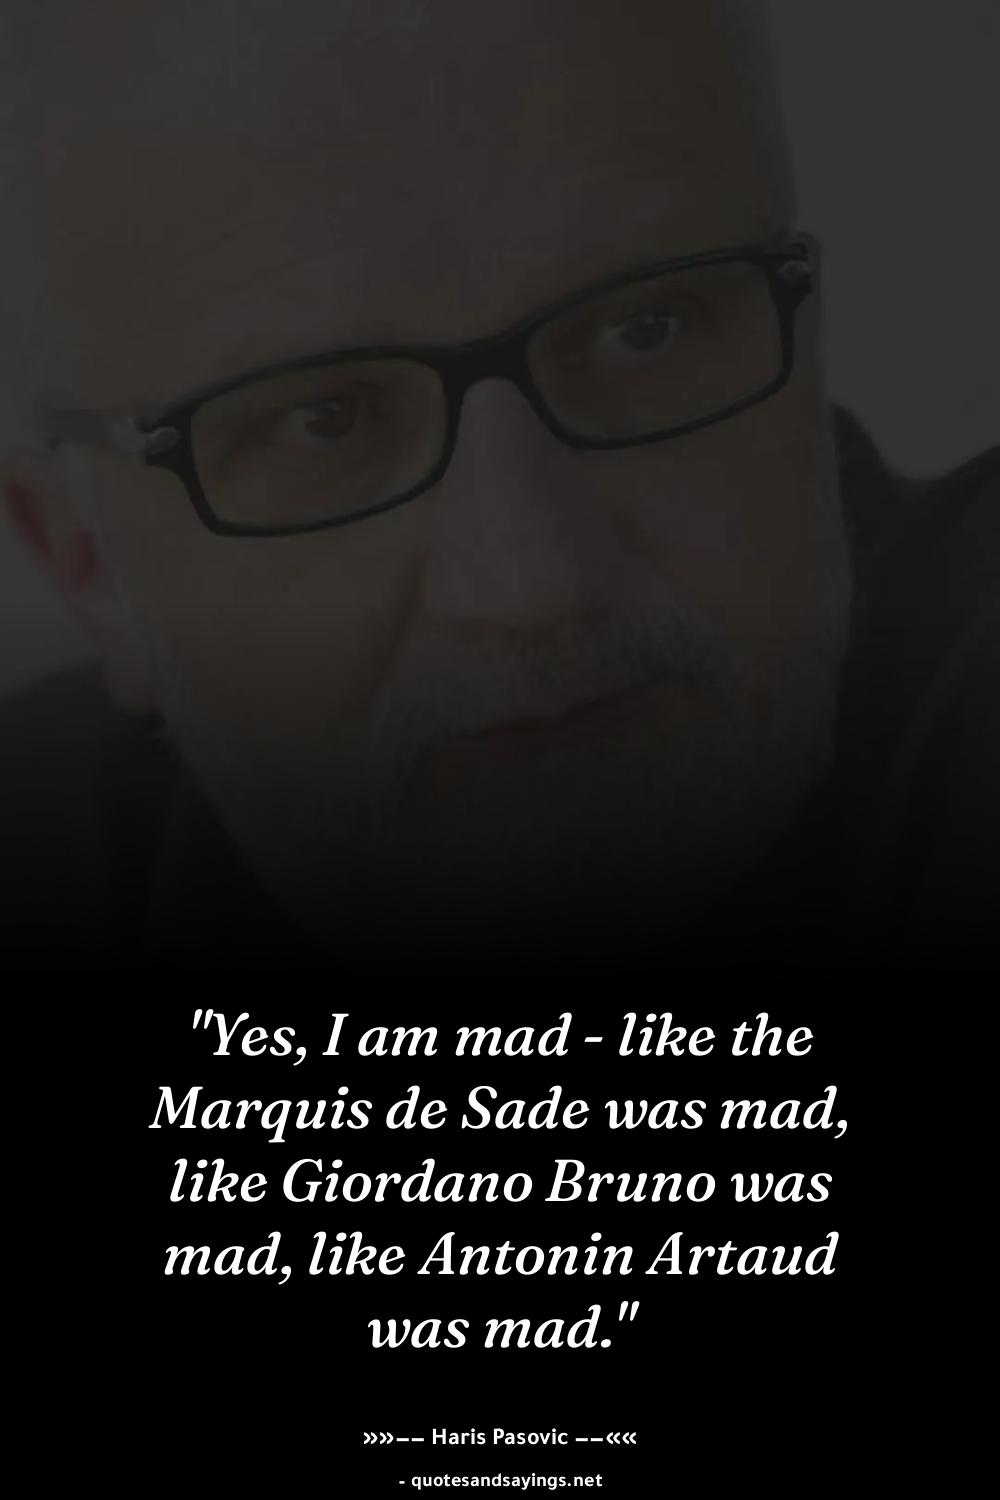 "Yes, I am mad - like the
Marquis de Sade was mad,
like Giordano Bruno was
mad, like Antonin Artaud
was mad."
»»−− Haris Pasovic −−««
- quotesandsayings.net